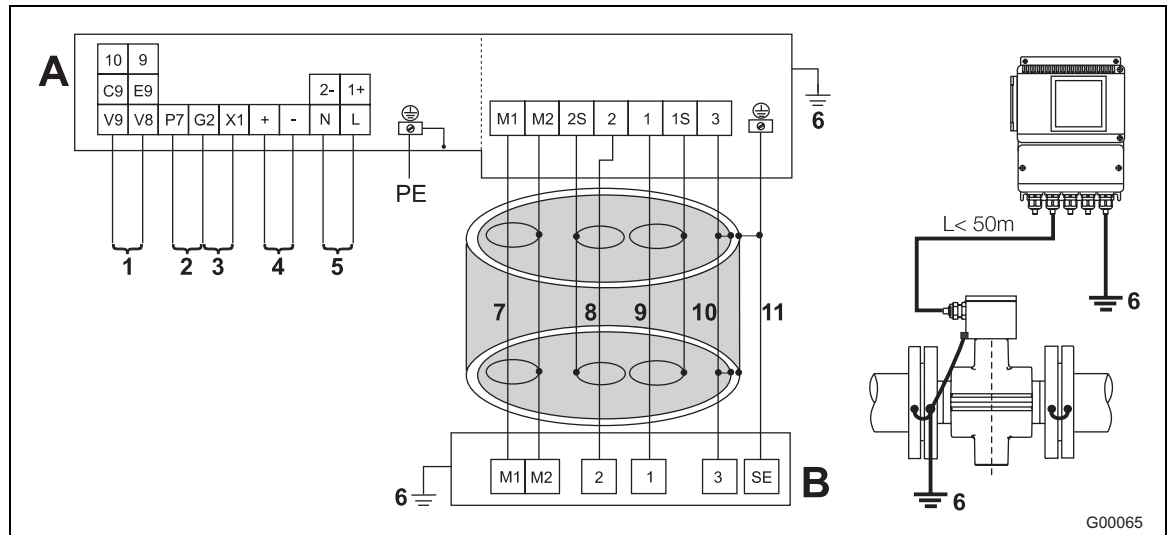 A
10 9
C9 E9 2- 1+
V9 V8 P7 G2 X1 + - N L
PE
1 2 3 4 5
M1 M2 2S 2 1 1S 3
6
7 8 9 10 11
6
M1 M2 2 1 3 SE
B
L< 50m
6
6
G00065